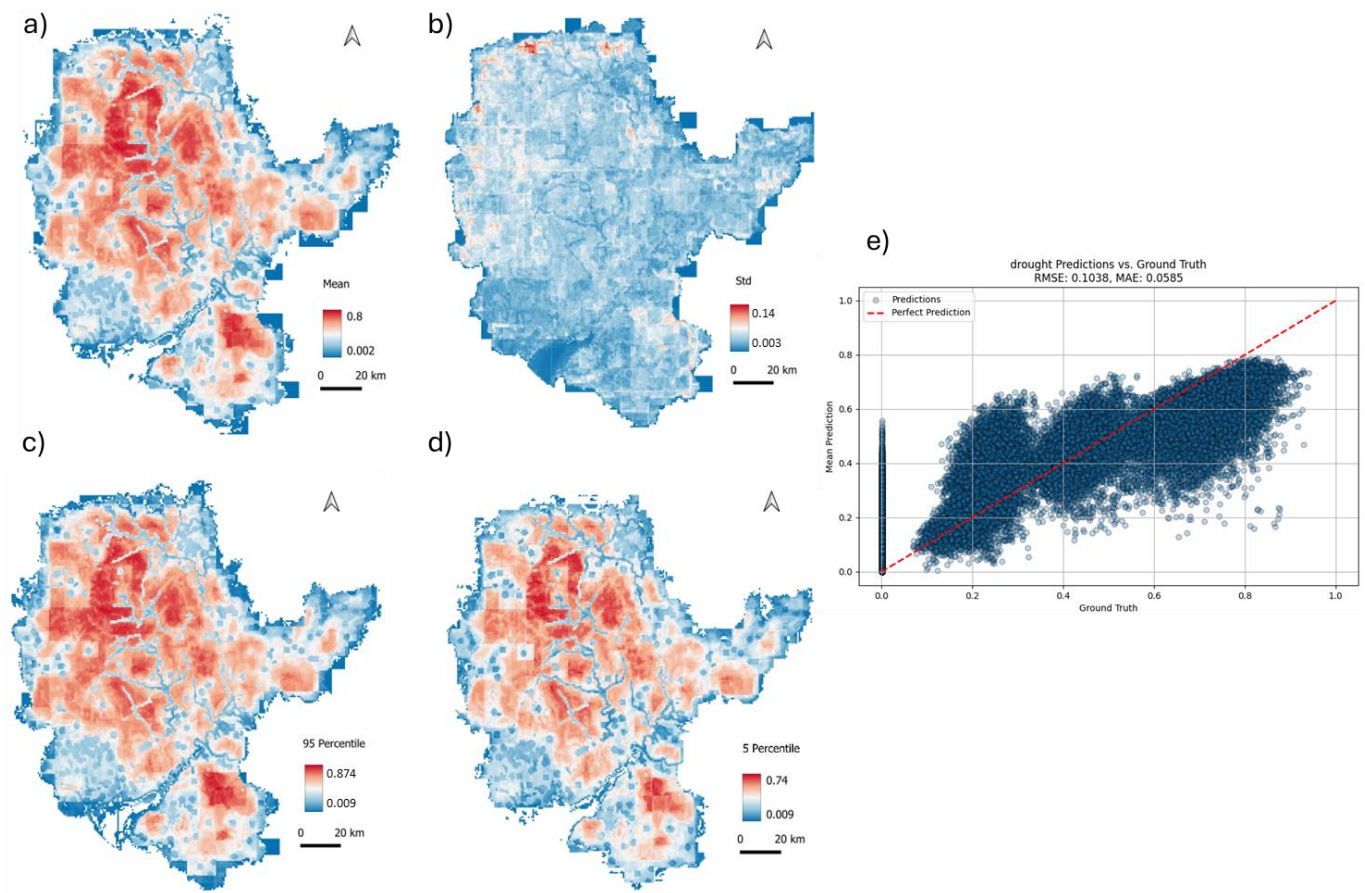 a)
Mean
0.8
0.002
0 20 km
b)
Std
0.14
0.003
0 20 km
c)
95 Percentile
0.874
0.009
0 20 km
d)
5 Percentile
0.74
0.009
0 20 km
e)
drought Predictions vs. Ground Truth
RMSE: 0.1038, MAE: 0.0585
Predictions
Perfect Prediction
Mean Prediction
1.0
0.8
0.6
0.4
0.2
0.0
0.0 0.2 0.4 0.6 0.8 1.0
Ground Truth